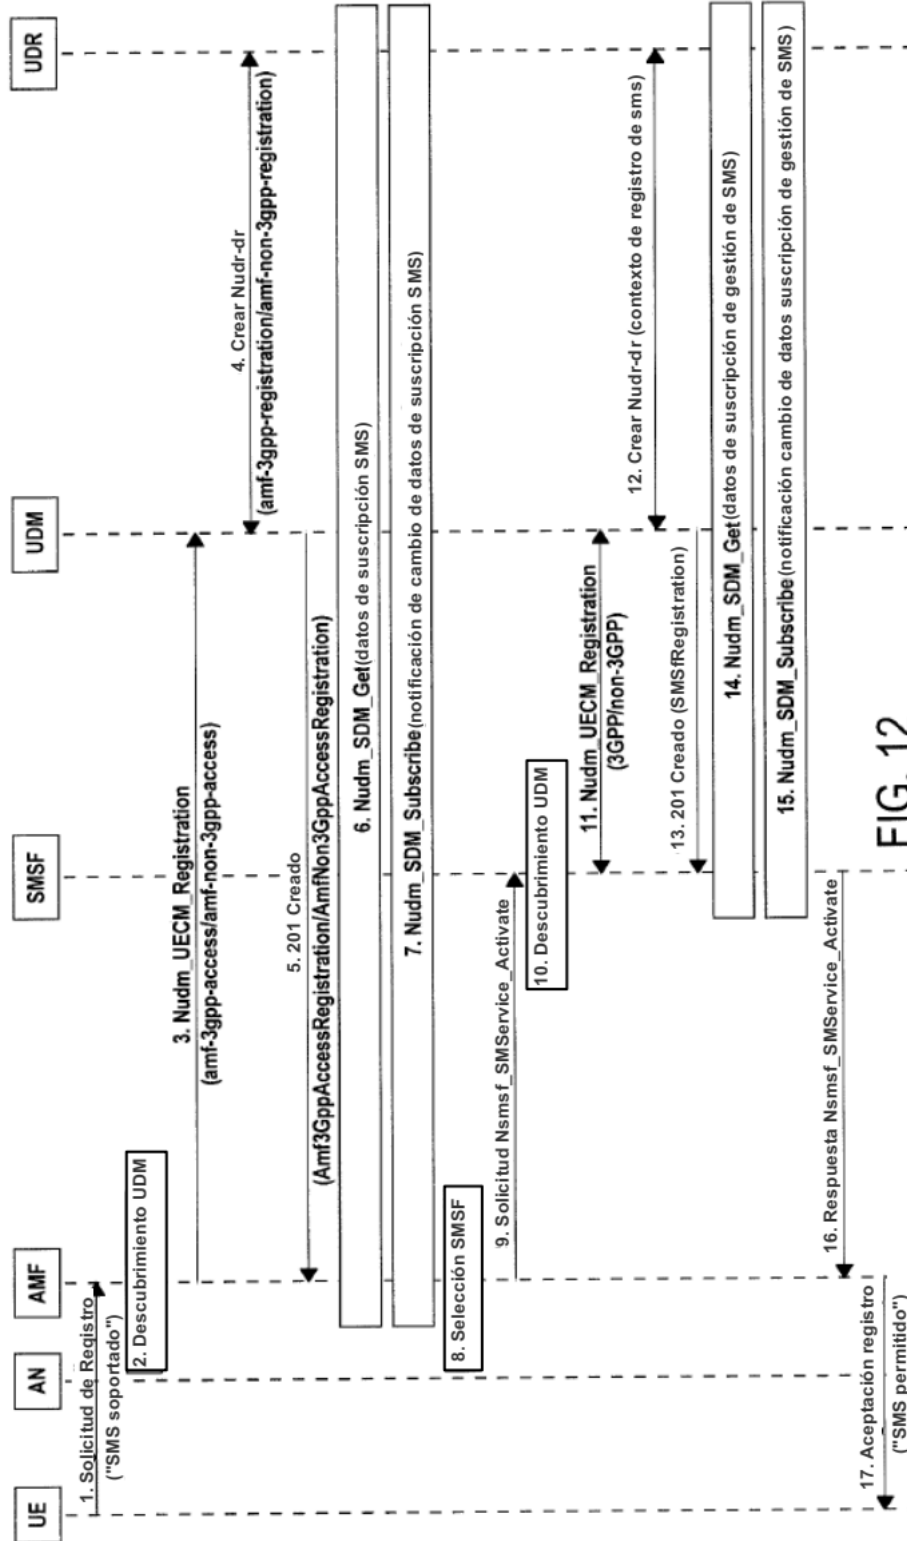 UE
AN
AMF
SMSF
UDM
UDR
1. Solicitud de Registro
("SMS soportado")
2. Descubrimiento UDM
3. Nudm_UECM_Registration
(amf-3gpp-access/amf-non-3gpp-access)
4. Crear Nudr-dr
(amf-3gpp-registration/amf-non-3gpp-registration)
5. 201 Creado
(Amf3GppAccessRegistration/AmfNon3GppAccessRegistration)
6. Nudm_SDM_Get(datos de suscripción SMS)
7. Nudm_SDM_Subscribe(notificación de cambio de datos de suscripción SMS)
8. Selección SMSF
9. Solicitud Nsmsf_SMService_Activate
10. Descubrimiento UDM
11. Nudm_UECM_Registration
(3GPP/non-3GPP)
12. Crear Nudr-dr (contexto de registro de sms)
13. 201 Creado (SMSfRegistration)
14. Nudm_SDM_Get(datos de suscripción de gestión de SMS)
15. Nudm_SDM_Subscribe(notificación cambio de datos suscripción de gestión de SMS)
16. Respuesta Nsmsf_SMService_Activate
17. Aceptación registro
("SMS permitido")
FIG. 12